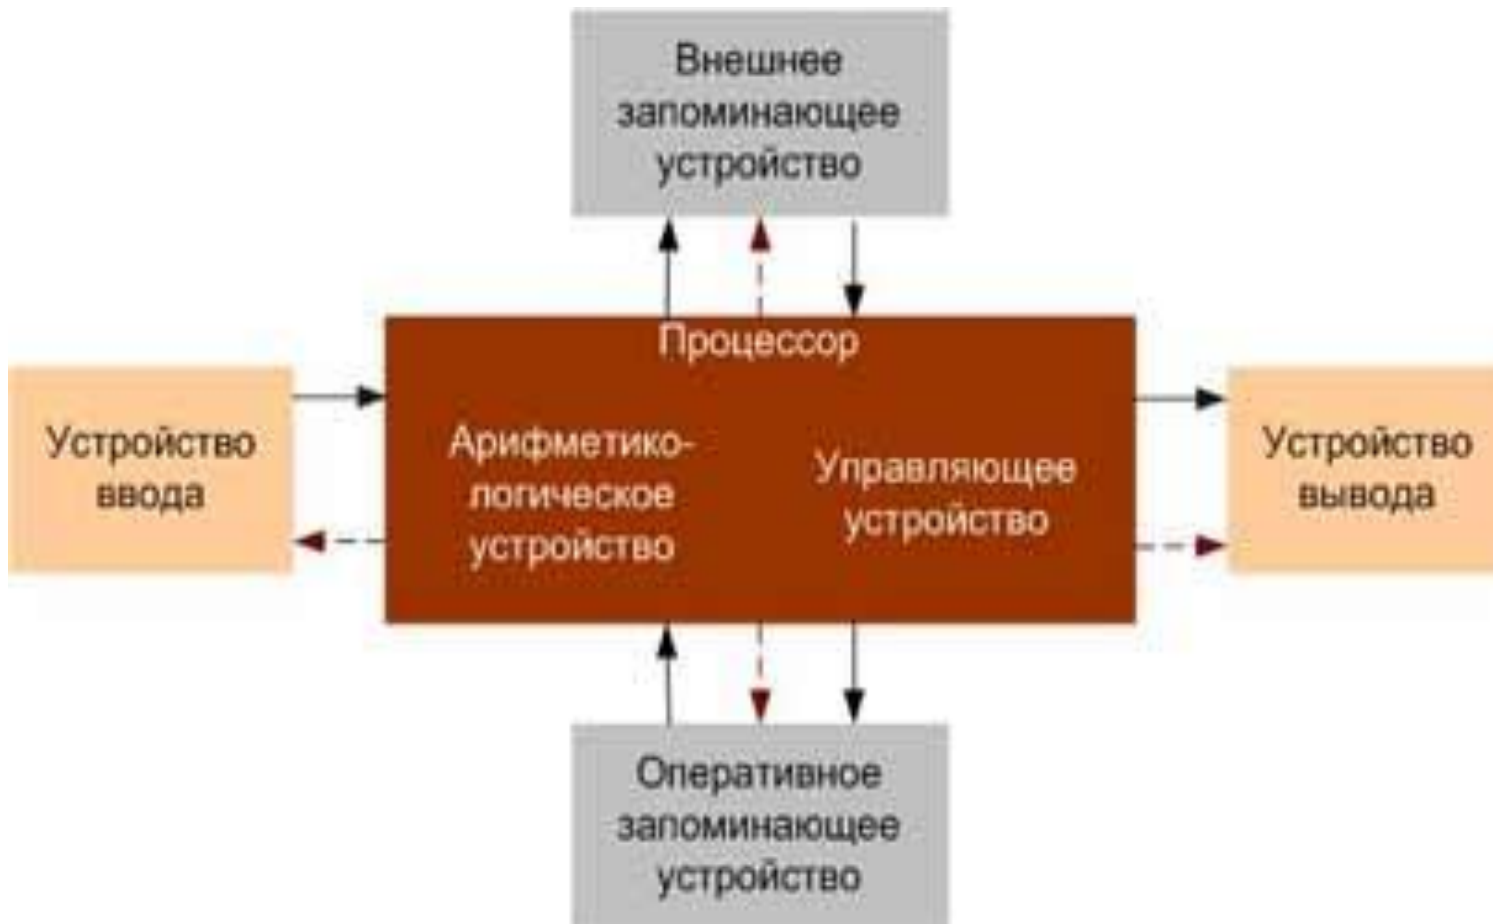 Внешнее
запоминающее
устройство
Процессор
Устройство
ввода
Арифметико-
логическое
устройство
Управляющее
устройство
Устройство
вывода
Оперативное
запоминающее
устройство